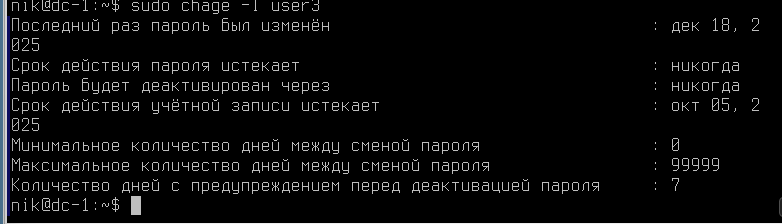 nik@dc-1:~$ sudo chage -l user3
Последний раз пароль был изменён : дек 18, 2
025
Срок действия пароля истекает : никогда
Пароль будет деактивирован через : никогда
Срок действия учётной записи истекает : окт 05, 2
025
Минимальное количество дней между сменой пароля : 0
Максимальное количество дней между сменой пароля : 99999
Количество дней с предупреждением перед деактивацией пароля : 7
nik@dc-1:~$